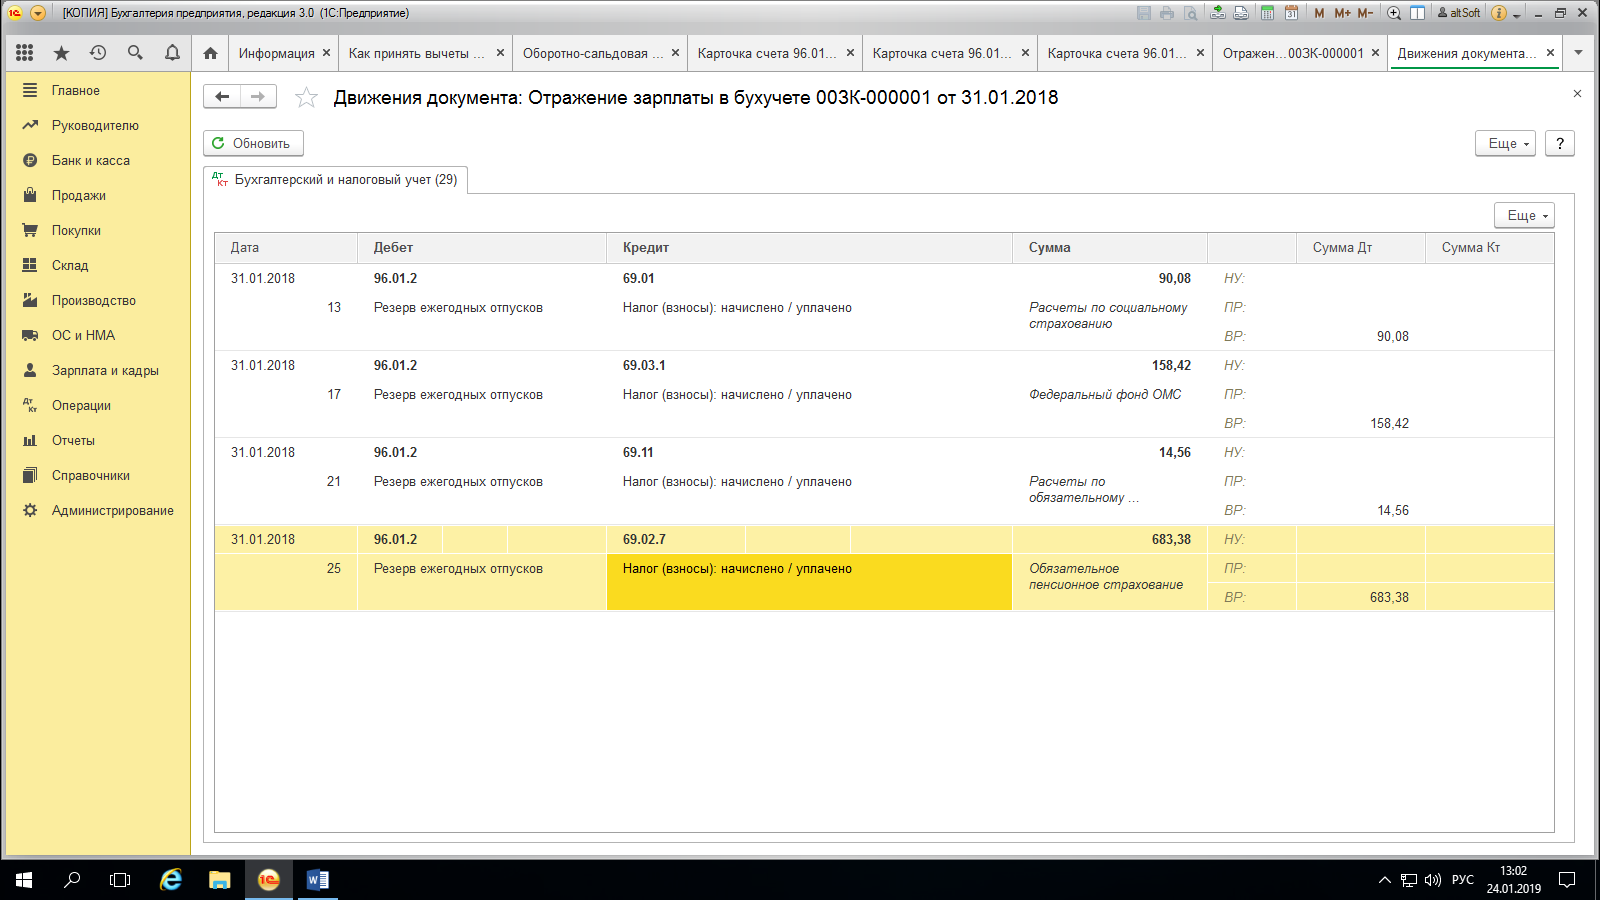 [КОПИЯ] Бухгалтерия предприятия, редакция 3.0 (1С:Предприятие)
31
M M+ M-
altSoft
Информация
Как принять вычеты ...
Оборотно-сальдовая ...
Карточка счета 96.01...
Карточка счета 96.01...
Карточка счета 96.01...
Отражен...00ЗК-000001
Движения документа...
Главное
Руководителю
Банк и касса
Продажи
Покупки
Склад
Производство
ОС и НМА
Зарплата и кадры
Дт Кт
Операции
Отчеты
Справочники
Администрирование
Движения документа: Отражение зарплаты в бухучете 00ЗК-000001 от 31.01.2018
Обновить
Еще
?
Дт Кт
Бухгалтерский и налоговый учет (29)
Еще
Дата Дебет Кредит Сумма Сумма Дт Сумма Кт
31.01.2018 96.01.2 69.01 90,08 НУ:
13 Резерв ежегодных отпусков Налог (взносы): начислено / уплачено Расчеты по социальному ПР:
страхованию
ВР: 90,08
31.01.2018 96.01.2 69.03.1 158,42 НУ:
17 Резерв ежегодных отпусков Налог (взносы): начислено / уплачено Федеральный фонд ОМС ПР:
ВР: 158,42
31.01.2018 96.01.2 69.11 14,56 НУ:
21 Резерв ежегодных отпусков Налог (взносы): начислено / уплачено Расчеты по ПР:
обязательному ...
ВР: 14,56
31.01.2018 96.01.2 69.02.7 683,38 НУ:
25 Резерв ежегодных отпусков Налог (взносы): начислено / уплачено Обязательное ПР:
пенсионное страхование
ВР: 683,38
РУС
13:02
24.01.2019